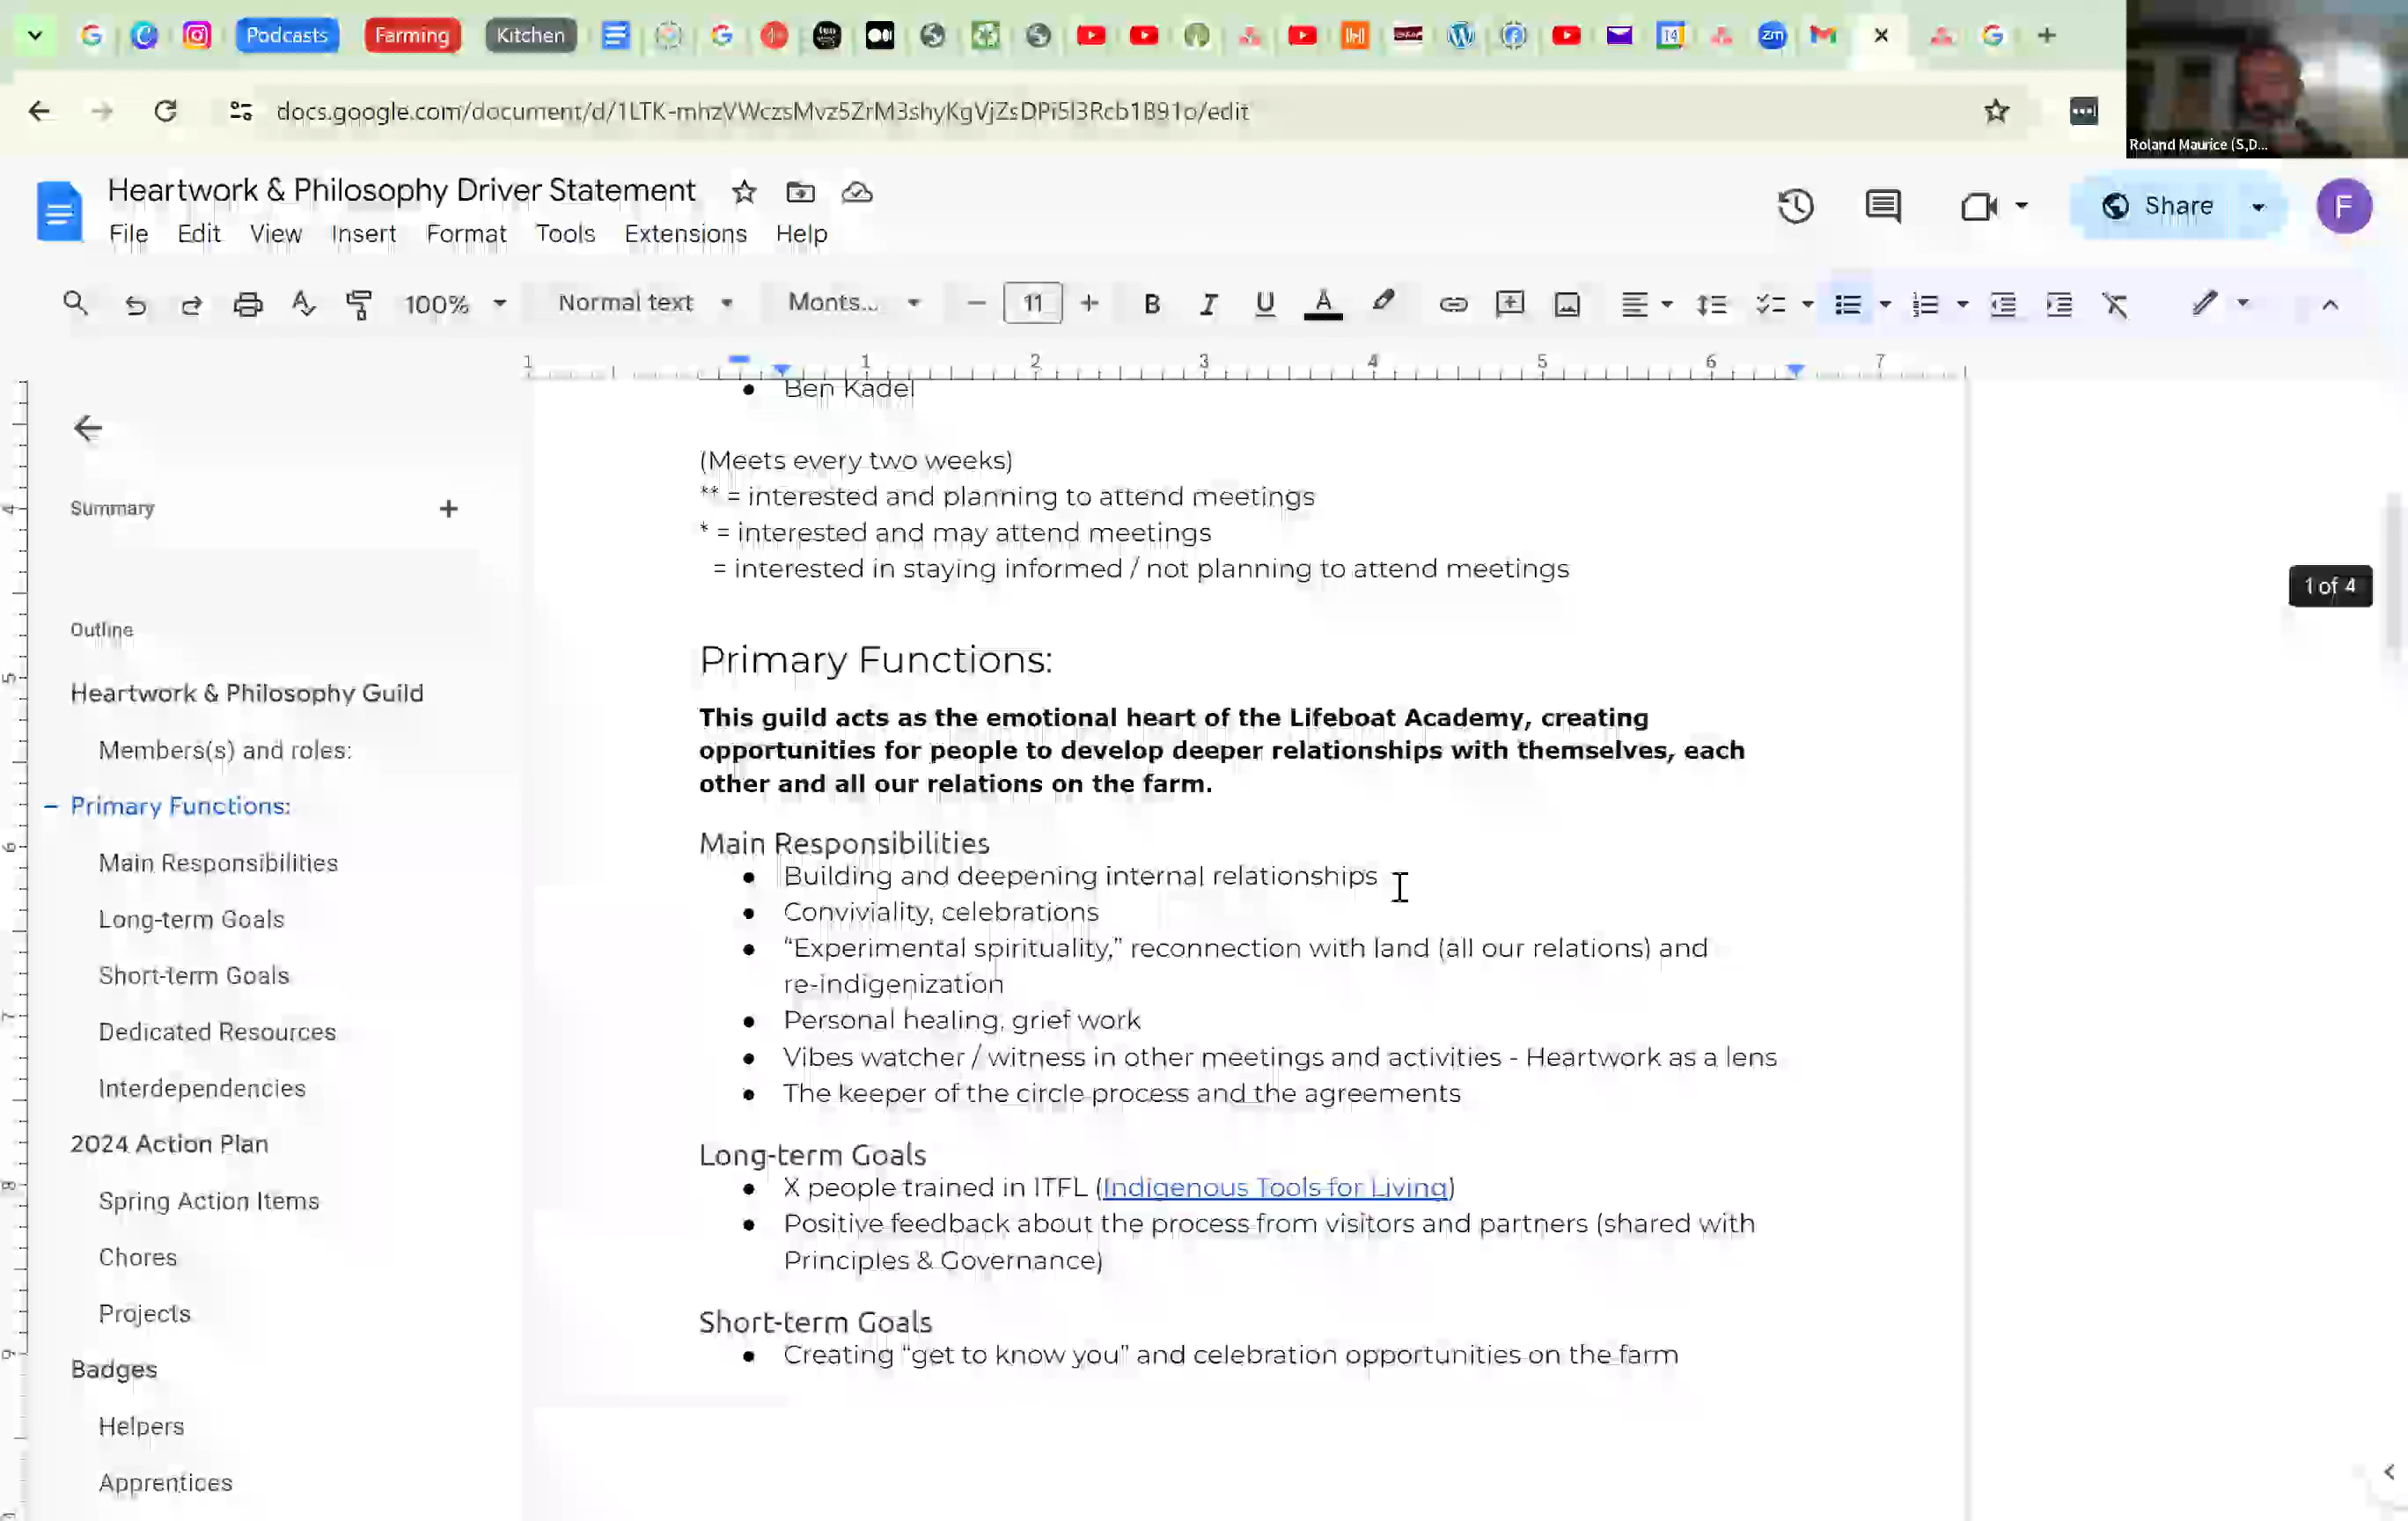 Podcasts Farming Kitchen
docs.google.com/document/d/1LTK-mhzVWczsMvz5ZrM3shyKgVjZsDPi5l3Rcb1B91o/edit
Roland Maurice (S,D...
Heartwork & Philosophy Driver Statement
File Edit View Insert Format Tools Extensions Help
Share
F
100% Normal text Monts... 11 B I U A
1 1 2 3 4 5 6 7
Ben Kadel
(Meets every two weeks)
** = interested and planning to attend meetings
* = interested and may attend meetings
= interested in staying informed / not planning to attend meetings
1 of 4
Primary Functions:
This guild acts as the emotional heart of the Lifeboat Academy, creating
opportunities for people to develop deeper relationships with themselves, each
other and all our relations on the farm.
Main Responsibilities
• Building and deepening internal relationships
• Conviviality, celebrations
• “Experimental spirituality,” reconnection with land (all our relations) and
re-indigenization
• Personal healing, grief work
• Vibes watcher / witness in other meetings and activities - Heartwork as a lens
• The keeper of the circle process and the agreements
Long-term Goals
• X people trained in ITFL (Indigenous Tools for Living)
• Positive feedback about the process from visitors and partners (shared with
Principles & Governance)
Short-term Goals
• Creating “get to know you” and celebration opportunities on the farm
Summary
Outline
Heartwork & Philosophy Guild
Members(s) and roles:
Primary Functions:
Main Responsibilities
Long-term Goals
Short-term Goals
Dedicated Resources
Interdependencies
2024 Action Plan
Spring Action Items
Chores
Projects
Badges
Helpers
Apprentices